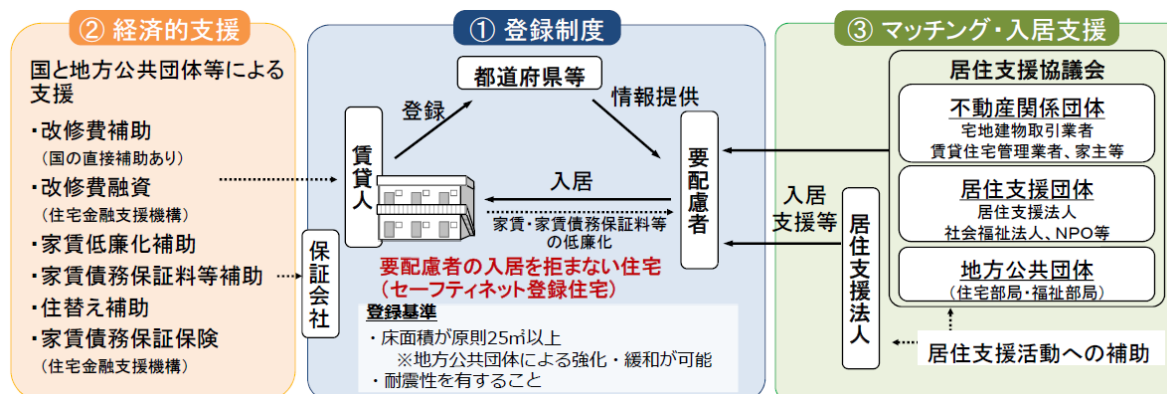 ② 経済的支援
国と地方公共団体等による
支援
・改修費補助
（国の直接補助あり）
・改修費融資
（住宅金融支援機構）
・家賃低廉化補助
・家賃債務保証料等補助
・住替え補助
・家賃債務保証保険
（住宅金融支援機構）
① 登録制度
都道府県等
登録
情報提供
賃貸人
要配慮者
入居
家賃・家賃債務保証料等
の低廉化
保証会社
要配慮者の入居を拒まない住宅
（セーフティネット登録住宅）
登録基準
・床面積が原則25㎡以上
※地方公共団体による強化・緩和が可能
・耐震性を有すること
③ マッチング・入居支援
居住支援協議会
不動産関係団体
宅地建物取引業者
賃貸住宅管理業者、家主等
居住支援団体
居住支援法人
社会福祉法人、NPO等
地方公共団体
（住宅部局・福祉部局）
入居
支援等
居住支援法人
居住支援活動への補助